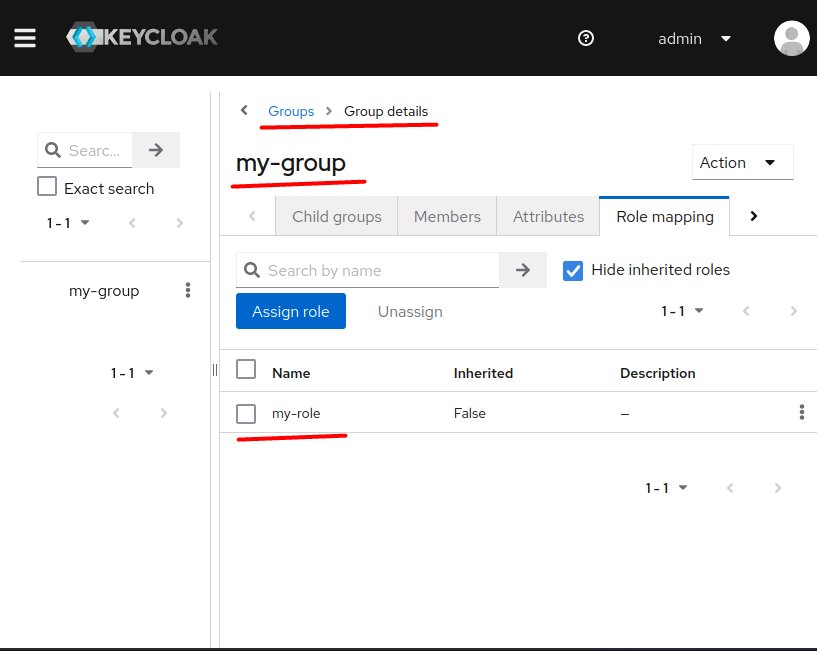 KEYCLOAK
admin
Searc...
Exact search
1 - 1
my-group
1 - 1
Groups > Group details
my-group
Action
Child groups Members Attributes Role mapping
Search by name
Hide inherited roles
Assign role Unassign 1 - 1
Name Inherited Description
my-role False –
1 - 1